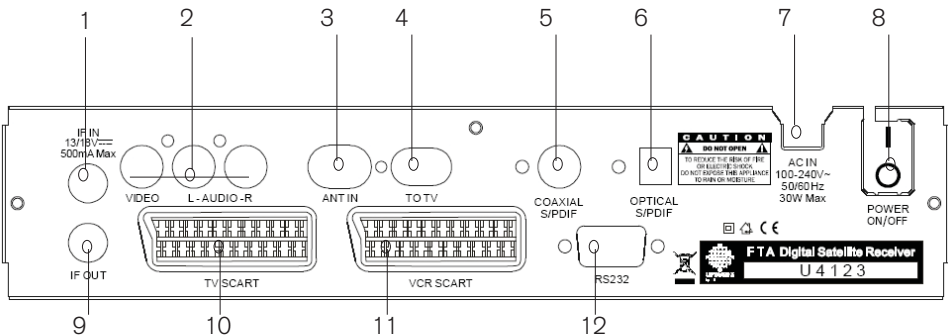 1 2 3 4 5 6 7 8
IF IN
13/18V
500mA Max
VIDEO L - AUDIO - R
ANT IN
TO TV
COAXIAL
S/PDIF
OPTICAL
S/PDIF
CAUTION
DO NOT OPEN
TO REDUCE THE RISK OF FIRE
OR ELECTRIC SHOCK
DO NOT EXPOSE THIS APPLIANCE
TO RAIN OR MOISTURE
AC IN
100-240V~
50/60Hz
30W Max
POWER
ON/OFF
IF OUT
TV SCART
VCR SCART
RS232
CE
FTA Digital Satellite Receiver
U4123
9 10 11 12